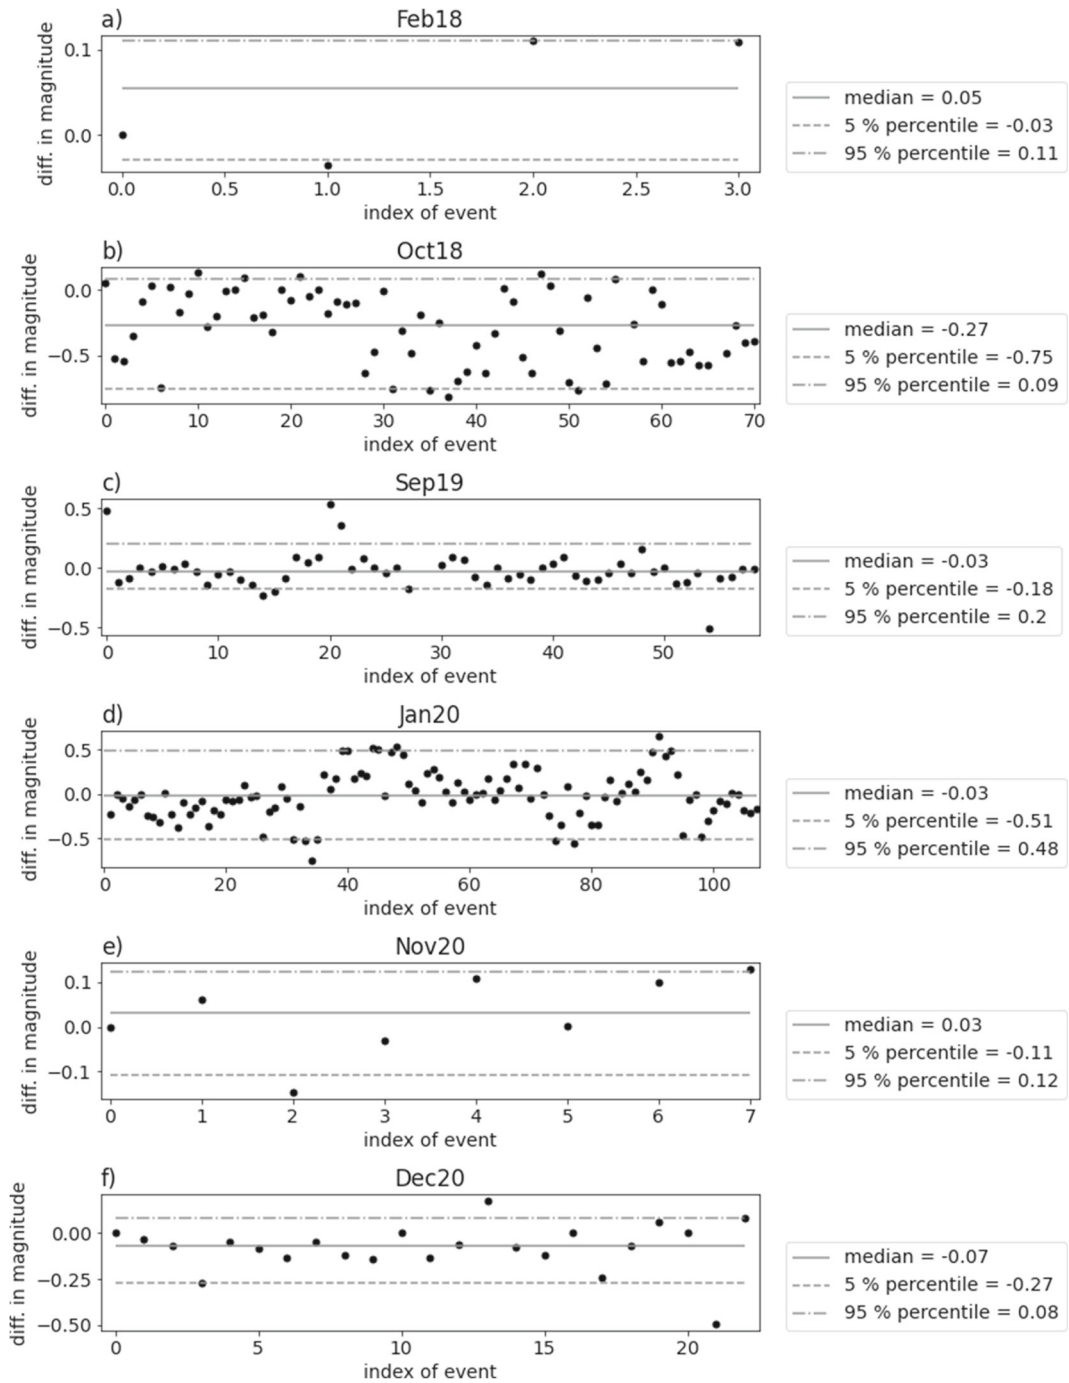 a) Feb18
diff. in magnitude
0.1
0.0
0.0 0.5 1.0 1.5 2.0 2.5 3.0
index of event
median = 0.05
5 % percentile = -0.03
95 % percentile = 0.11
b) Oct18
diff. in magnitude
0.0
−0.5
0 10 20 30 40 50 60 70
index of event
median = -0.27
5 % percentile = -0.75
95 % percentile = 0.09
c) Sep19
diff. in magnitude
0.5
0.0
−0.5
0 10 20 30 40 50
index of event
median = -0.03
5 % percentile = -0.18
95 % percentile = 0.2
d) Jan20
diff. in magnitude
0.5
0.0
−0.5
0 20 40 60 80 100
index of event
median = -0.03
5 % percentile = -0.51
95 % percentile = 0.48
e) Nov20
diff. in magnitude
0.1
0.0
−0.1
0 1 2 3 4 5 6 7
index of event
median = 0.03
5 % percentile = -0.11
95 % percentile = 0.12
f) Dec20
diff. in magnitude
0.00
−0.25
−0.50
0 5 10 15 20
index of event
median = -0.07
5 % percentile = -0.27
95 % percentile = 0.08